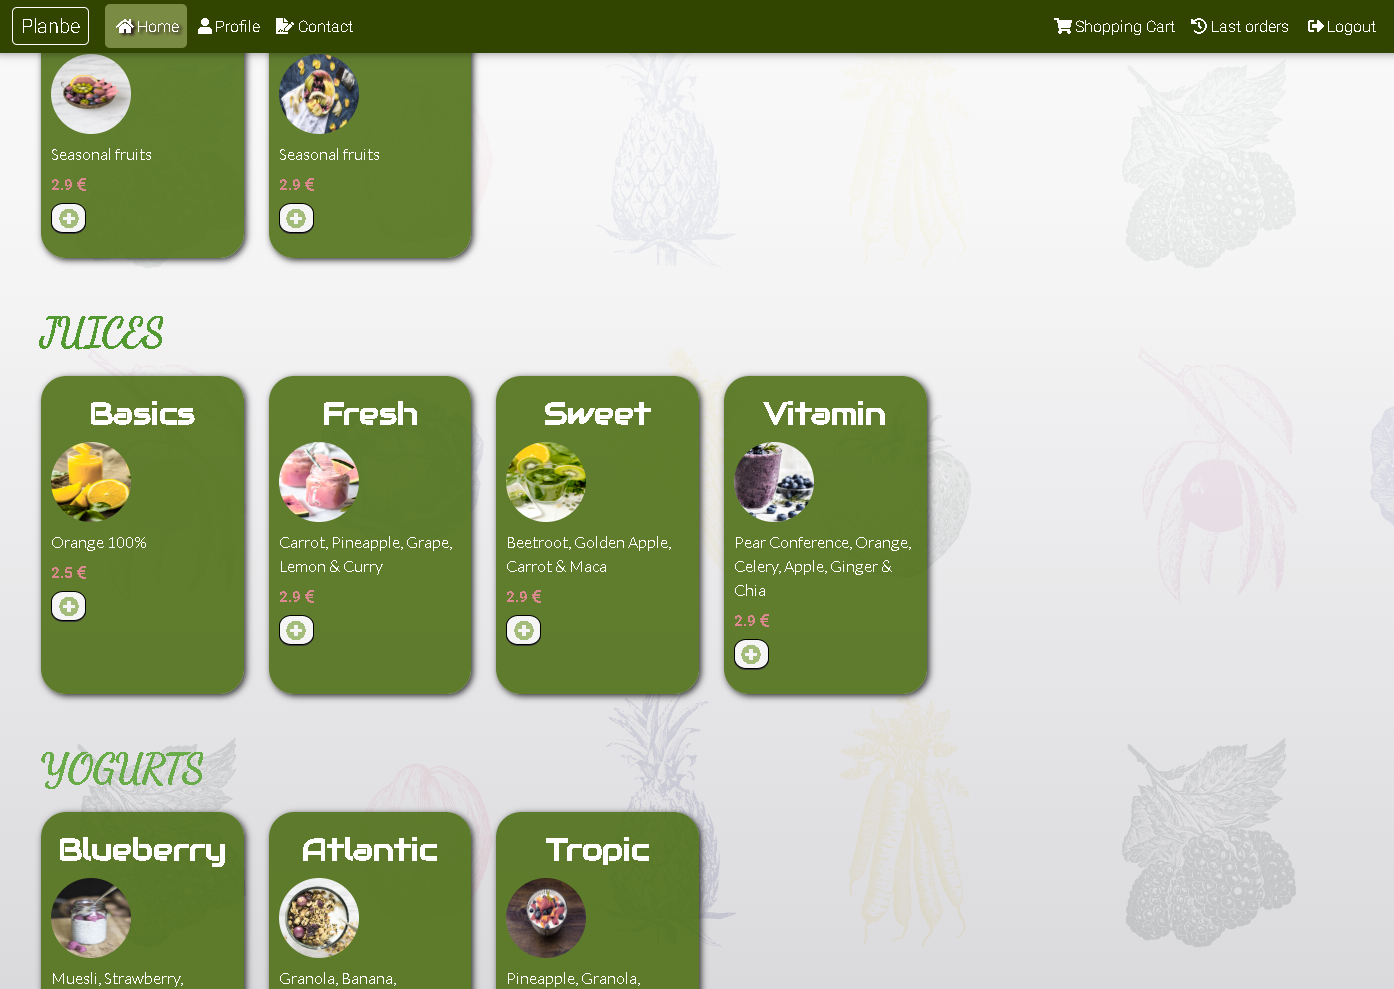 Planbe Home Profile Contact Shopping Cart Last orders Logout
Seasonal fruits Seasonal fruits
2.9 € 2.9 €
JUICES
Basics Fresh Sweet Vitamin
Orange 100% Carrot, Pineapple, Grape, Beetroot, Golden Apple, Pear Conference, Orange,
2.5 € Lemon & Curry Carrot & Maca Celery, Apple, Ginger &
2.9 € 2.9 € Chia
2.9 €
YOGURTS
Blueberry Atlantic Tropic
Muesli, Strawberry, Granola, Banana, Pineapple, Granola,